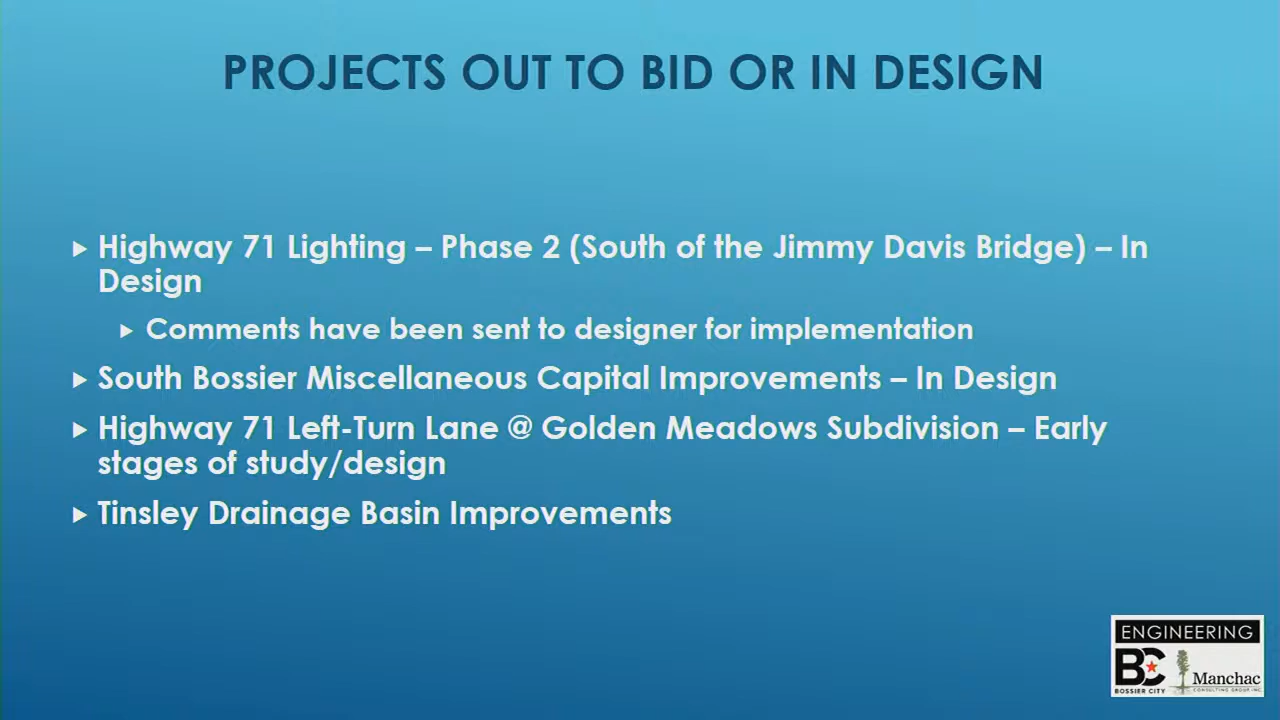 PROJECTS OUT TO BID OR IN DESIGN
Highway 71 Lighting – Phase 2 (South of the Jimmy Davis Bridge) – In
Design
Comments have been sent to designer for implementation
South Bossier Miscellaneous Capital Improvements – In Design
Highway 71 Left-Turn Lane @ Golden Meadows Subdivision – Early
stages of study/design
Tinsley Drainage Basin Improvements
ENGINEERING
BC
BOSSIER CITY
Manchac
CONSULTING GROUP, INC.